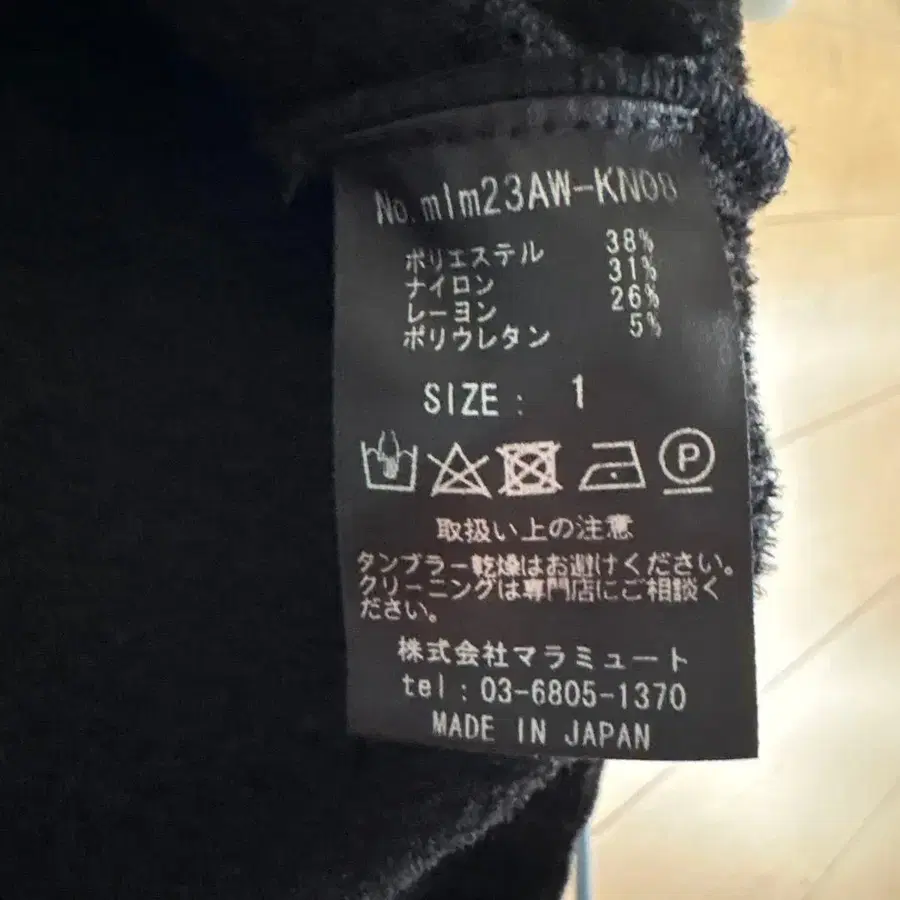 No. mlm23AW-KN08
ポリエステル 38%
ナイロン 31%
レーヨン 26%
ポリウレタン 5%
SIZE : 1
P
取扱い上の注意
タンブラー乾燥はお避けください。
クリーニングは専門店にご相談く
ださい。
株式会社マラミュート
tel : 03-6805-1370
MADE IN JAPAN